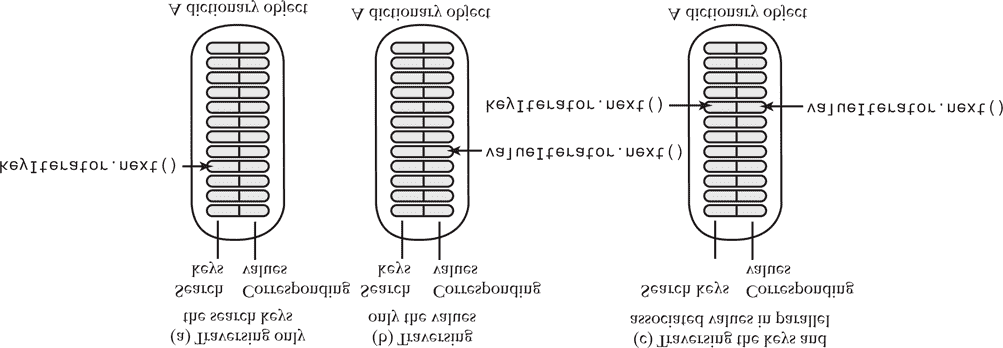 (a) Traversing only
the search keys
Search
keys
Corresponding
values
keyIterator.next()
A dictionary object
(b) Traversing
only the values
Search
keys
Corresponding
values
valueIterator.next()
A dictionary object
(c) Traversing the keys and
associated values in parallel
Search keys
Corresponding
values
keyIterator.next()
valueIterator.next()
A dictionary object